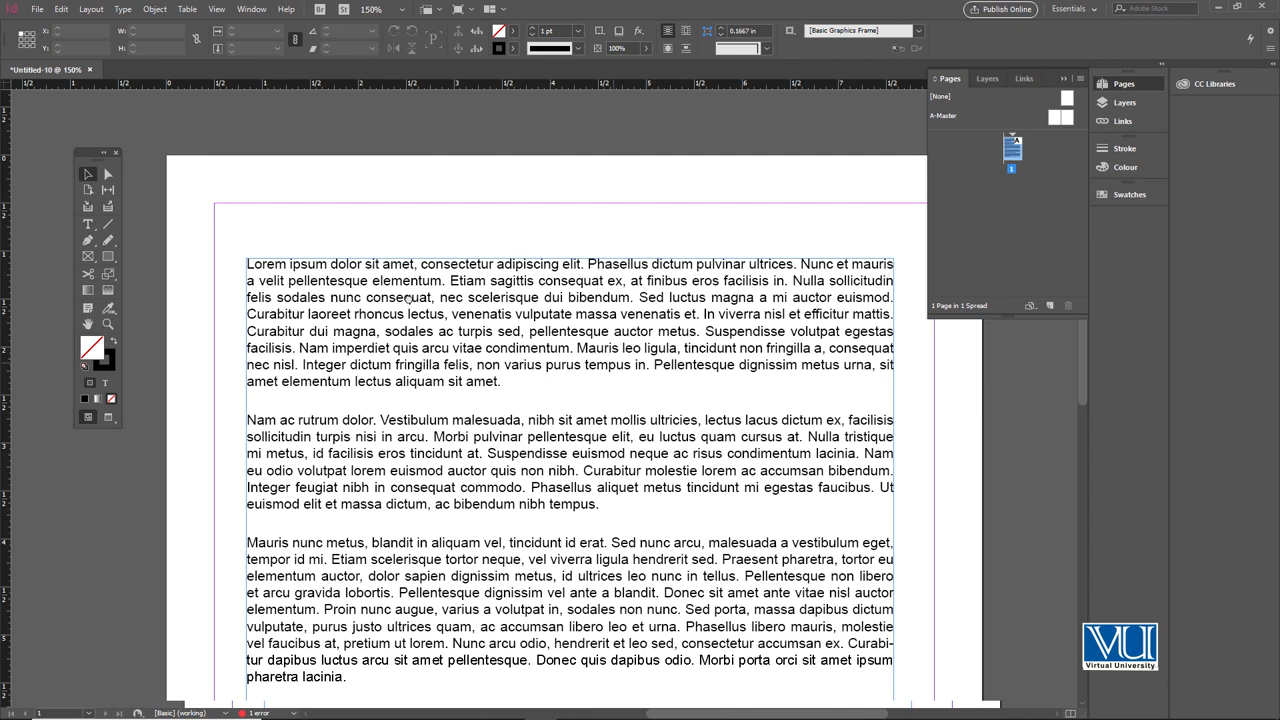 Id File Edit Layout Type Object Table View Window Help Br St 150% Publish Online Essentials Adobe Stock
X: W: 1 pt 0.1667 in [Basic Graphics Frame]
Y: H: 100%
*Untitled-10 @ 150% ×
Pages Layers Links
[None]
A-Master
A
1
1 Page in 1 Spread
Pages
Layers
Links
Stroke
Colour
Swatches
CC Libraries
Lorem ipsum dolor sit amet, consectetur adipiscing elit. Phasellus dictum pulvinar ultrices. Nunc et mauris
a velit pellentesque elementum. Etiam sagittis consequat ex, at finibus eros facilisis in. Nulla sollicitudin
felis sodales nunc consequat, nec scelerisque dui bibendum. Sed luctus magna a mi auctor euismod.
Curabitur laoreet rhoncus lectus, venenatis vulputate massa venenatis et. In viverra nisl et efficitur mattis.
Curabitur dui magna, sodales ac turpis sed, pellentesque auctor metus. Suspendisse volutpat egestas
facilisis. Nam imperdiet quis arcu vitae condimentum. Mauris leo ligula, tincidunt non fringilla a, consequat
nec nisl. Integer dictum fringilla felis, non varius purus tempus in. Pellentesque dignissim metus urna, sit
amet elementum lectus aliquam sit amet.
Nam ac rutrum dolor. Vestibulum malesuada, nibh sit amet mollis ultricies, lectus lacus dictum ex, facilisis
sollicitudin turpis nisi in arcu. Morbi pulvinar pellentesque elit, eu luctus quam cursus at. Nulla tristique
mi metus, id facilisis eros tincidunt at. Suspendisse euismod neque ac risus condimentum lacinia. Nam
eu odio volutpat lorem euismod auctor quis non nibh. Curabitur molestie lorem ac accumsan bibendum.
Integer feugiat nibh in consequat commodo. Phasellus aliquet metus tincidunt mi egestas faucibus. Ut
euismod elit et massa dictum, ac bibendum nibh tempus.
Mauris nunc metus, blandit in aliquam vel, tincidunt id erat. Sed nunc arcu, malesuada a vestibulum eget,
tempor id mi. Etiam scelerisque tortor neque, vel viverra ligula hendrerit sed. Praesent pharetra, tortor eu
elementum auctor, dolor sapien dignissim metus, id ultrices leo nunc in tellus. Pellentesque non libero
et arcu gravida lobortis. Pellentesque dignissim vel ante a blandit. Donec sit amet ante vitae nisl auctor
elementum. Proin nunc augue, varius a volutpat in, sodales non nunc. Sed porta, massa dapibus dictum
vulputate, purus justo ultrices quam, ac accumsan libero leo et urna. Phasellus libero mauris, molestie
vel faucibus at, pretium ut lorem. Nunc arcu odio, hendrerit et leo sed, consectetur accumsan ex. Curabi-
tur dapibus luctus arcu sit amet pellentesque. Donec quis dapibus odio. Morbi porta orci sit amet ipsum
pharetra lacinia.
VU
Virtual University
1 [Basic] (working) 1 error